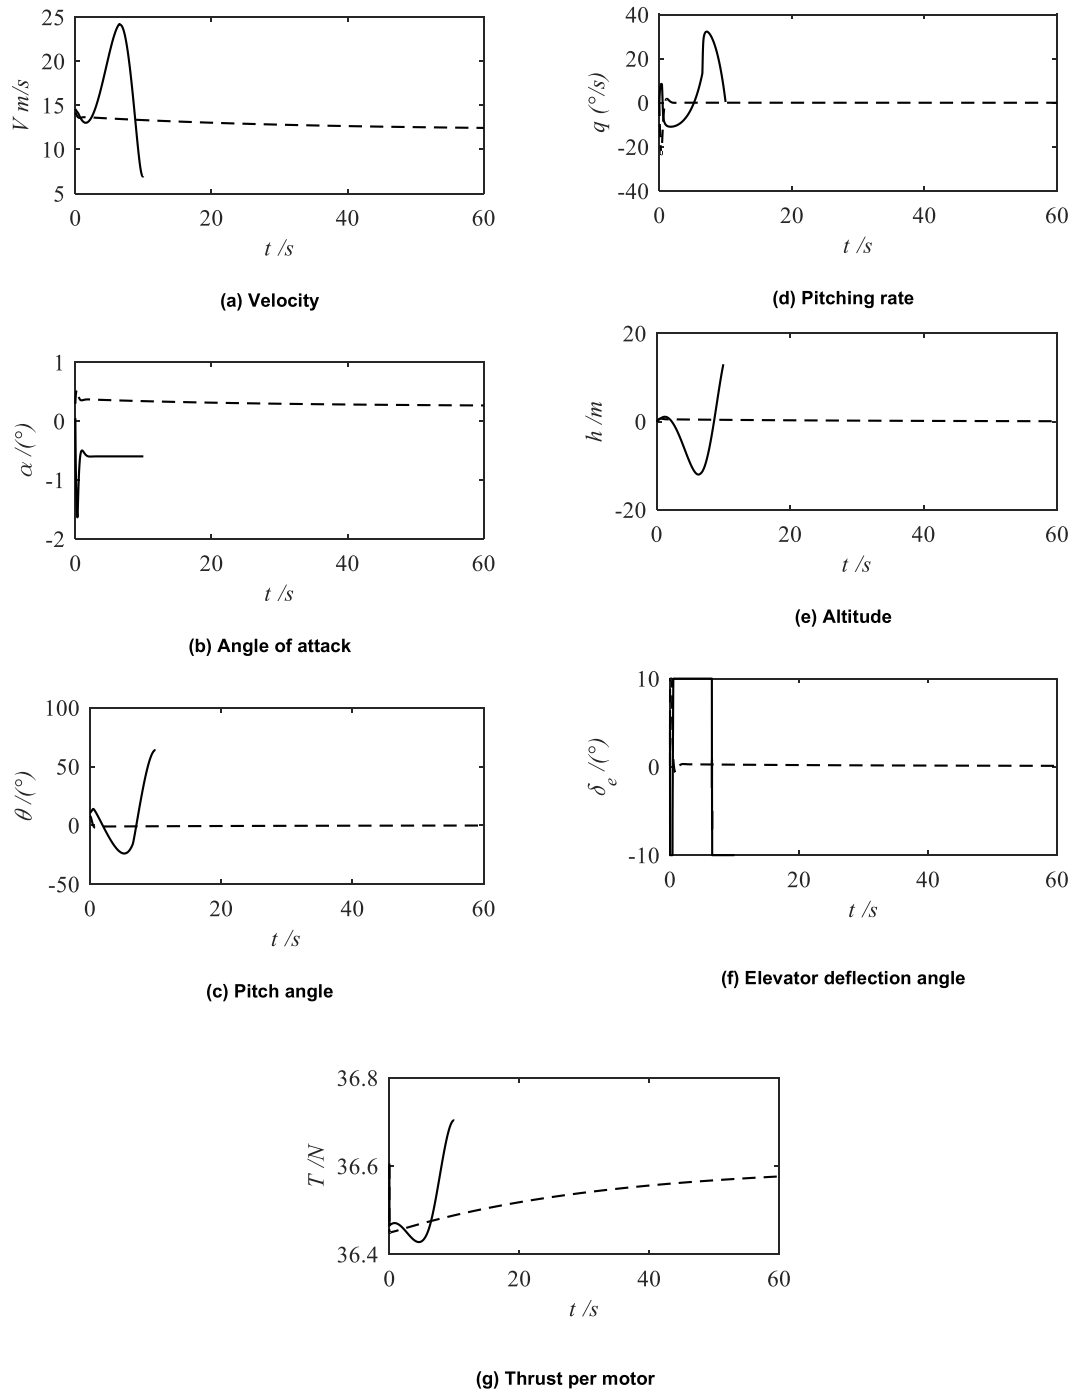 25
20
15
10
5
V m/s
0 20 40 60
t /s
(a) Velocity
40
20
0
-20
-40
q (°/s)
0 20 40 60
t /s
(d) Pitching rate
1
0
-1
-2
α /(°)
0 20 40 60
t /s
(b) Angle of attack
20
0
-20
h /m
0 20 40 60
t /s
(e) Altitude
100
50
0
-50
θ /(°)
0 20 40 60
t /s
(c) Pitch angle
10
0
-10
δe /(°)
0 20 40 60
t /s
(f) Elevator deflection angle
36.8
36.6
36.4
T /N
0 20 40 60
t /s
(g) Thrust per motor